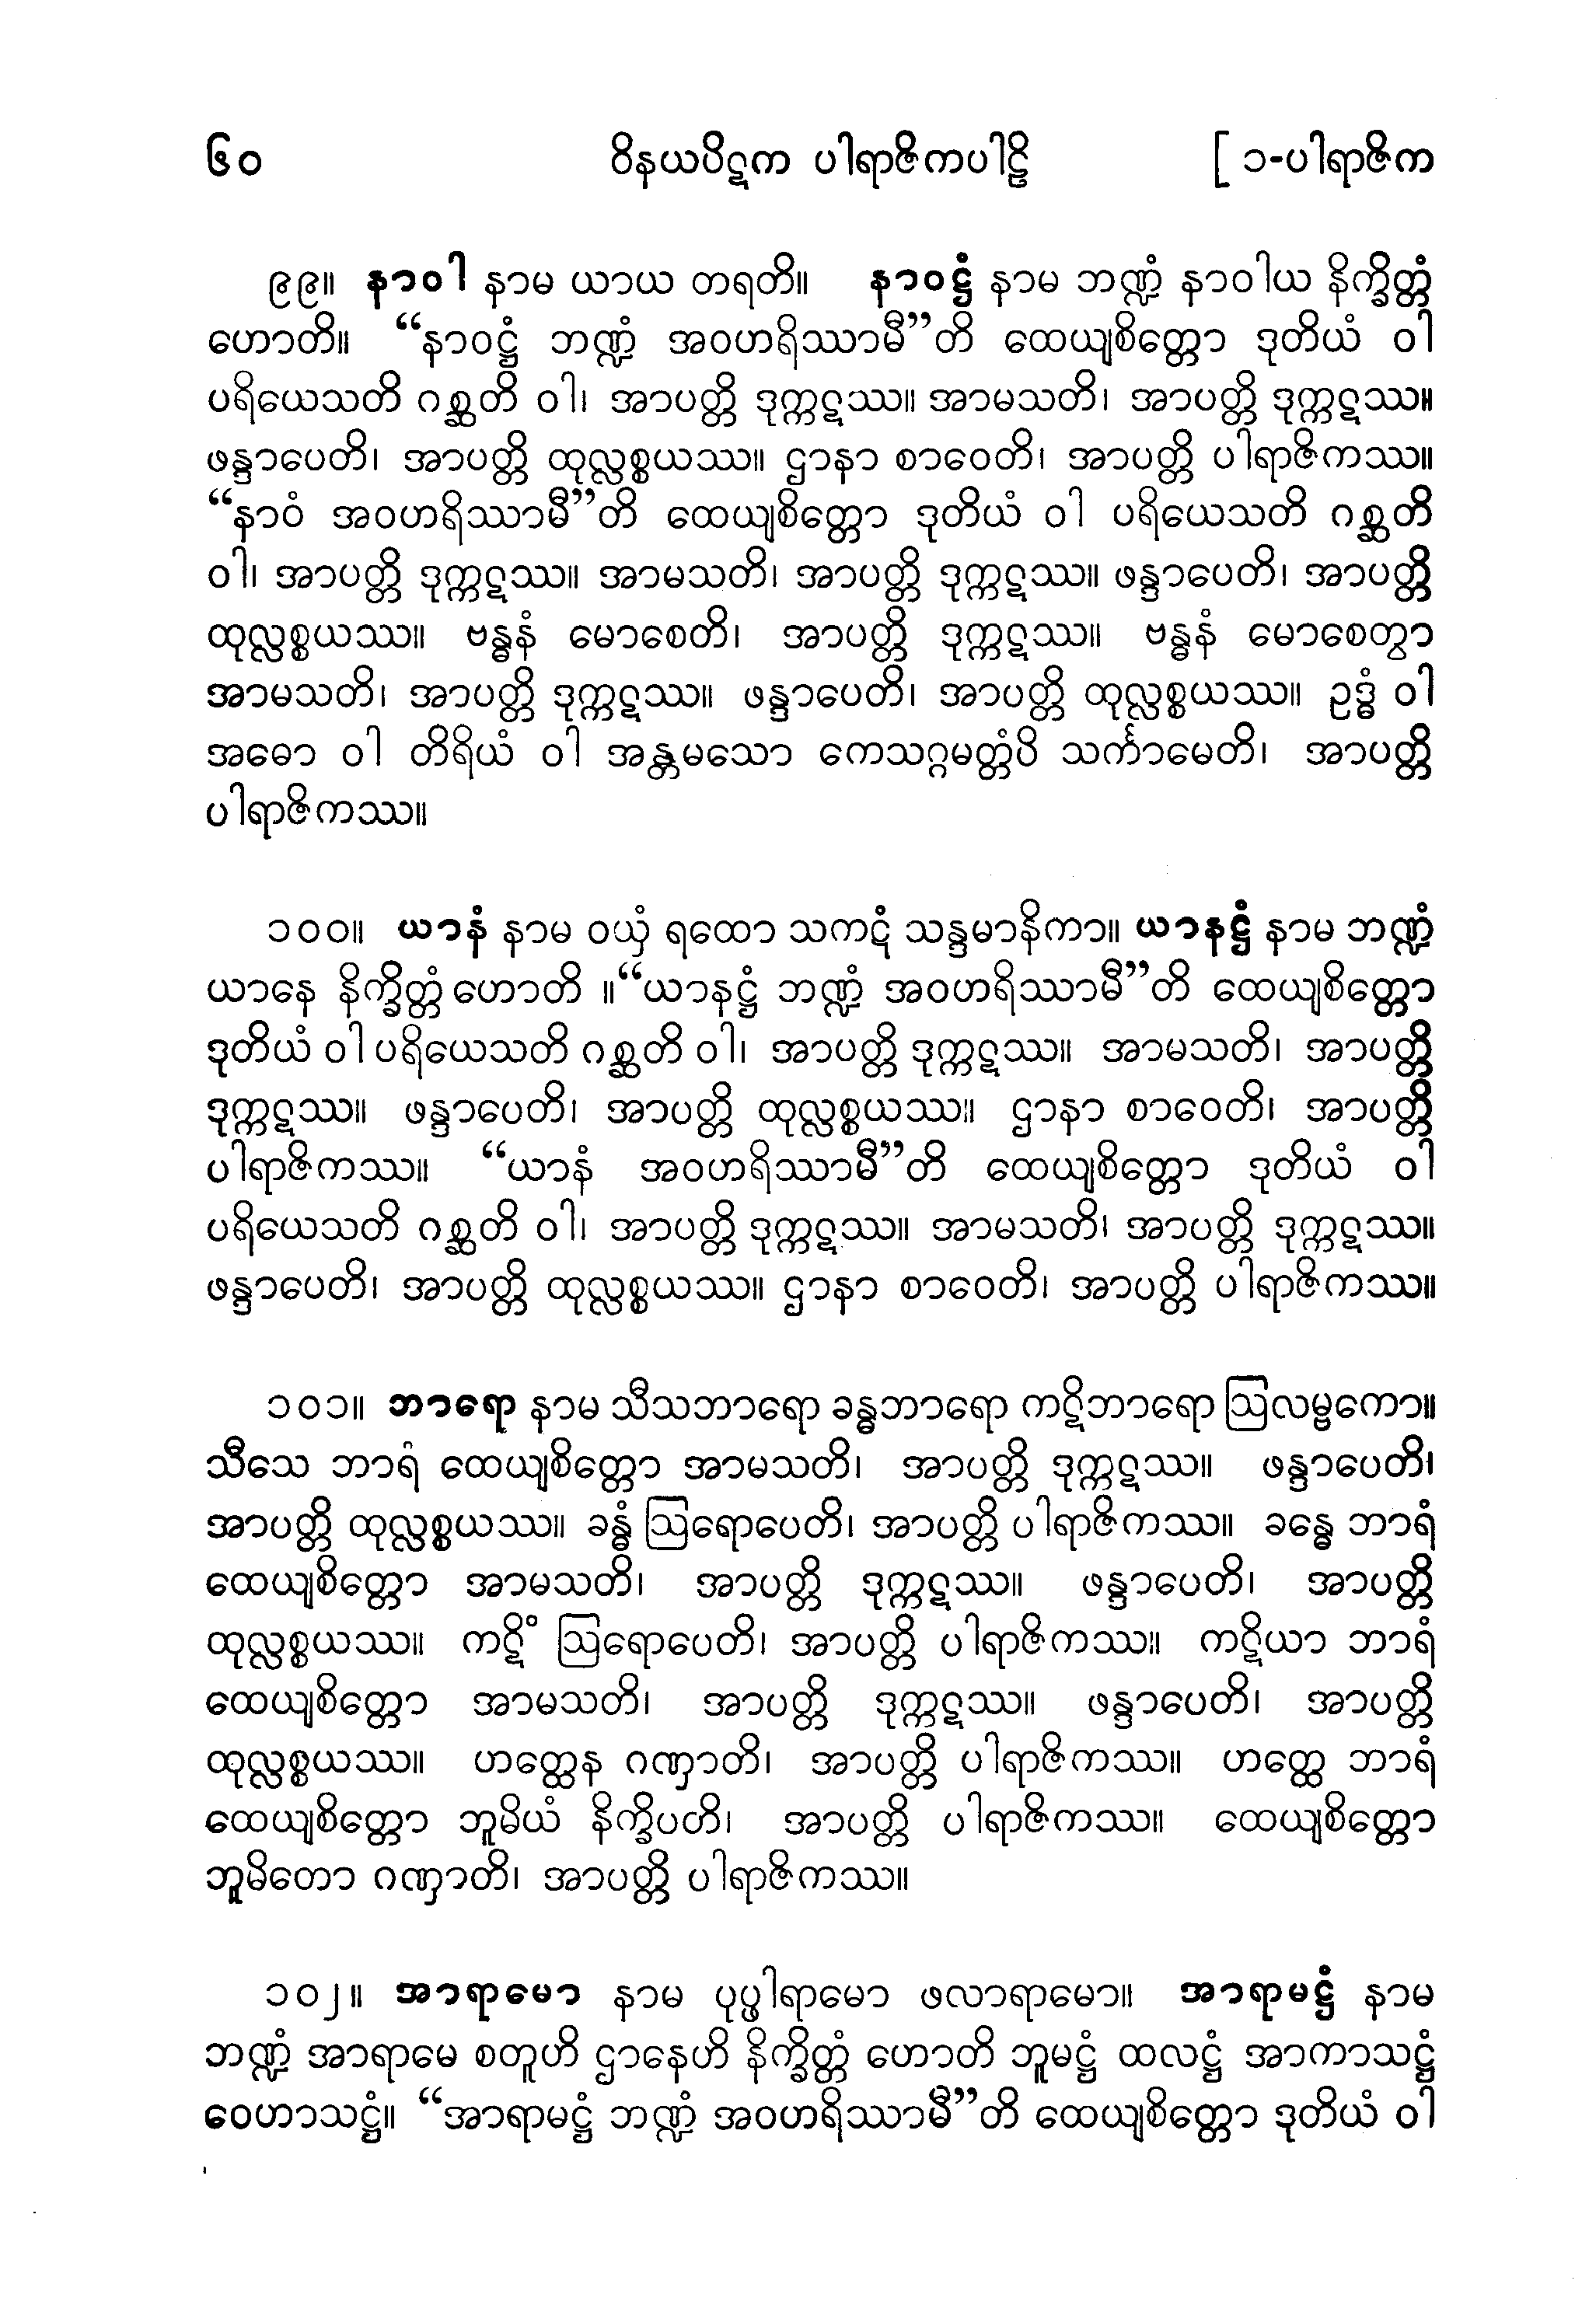 ၆၀ ဝိနယပိဋက ပါရာဇိကပါဠိ [ ၁-ပါရာဇိက
၉၉။ နာဝါ နာမ ယာယ တရတိ။ နာဝဋ္ဌံ နာမ ဘဏ္ဍံ နာဝါယ နိက္ခိတ္တံ
ဟောတိ။ “နာဝဋ္ဌံ ဘဏ္ဍံ အဝဟရိဿာမီ”တိ ထေယျစိတ္တော ဒုတိယံ ဝါ
ပရိယေသတိ ဂစ္ဆတိ ဝါ၊ အာပတ္တိ ဒုက္ကဋဿ။ အာမသတိ၊ အာပတ္တိ ဒုက္ကဋဿ။
ဖန္ဒာပေတိ၊ အာပတ္တိ ထုလ္လစ္စယဿ။ ဌာနာ စာဝေတိ၊ အာပတ္တိ ပါရာဇိကဿ။
“နာဝံ အဝဟရိဿာမီ”တိ ထေယျစိတ္တော ဒုတိယံ ဝါ ပရိယေသတိ ဂစ္ဆတိ
ဝါ၊ အာပတ္တိ ဒုက္ကဋဿ။ အာမသတိ၊ အာပတ္တိ ဒုက္ကဋဿ။ ဖန္ဒာပေတိ၊ အာပတ္တိ
ထုလ္လစ္စယဿ။ ဗန္ဓနံ မောစေတိ၊ အာပတ္တိ ဒုက္ကဋဿ။ ဗန္ဓနံ မောစေတွာ
အာမသတိ၊ အာပတ္တိ ဒုက္ကဋဿ။ ဖန္ဒာပေတိ၊ အာပတ္တိ ထုလ္လစ္စယဿ။ ဥဒ္ဓံ ဝါ
အဓော ဝါ တိရိယံ ဝါ အန္တမသော ကေသဂ္ဂမတ္တံပိ သင်္ကာမေတိ၊ အာပတ္တိ
ပါရာဇိကဿ။
၁၀၀။ ယာနံ နာမ ဝယှံ ရထော သကဋံ သန္ဒမာနိကာ။ ယာနဋ္ဌံ နာမ ဘဏ္ဍံ
ယာနေ နိက္ခိတ္တံ ဟောတိ ။“ယာနဋ္ဌံ ဘဏ္ဍံ အဝဟရိဿာမီ”တိ ထေယျစိတ္တော
ဒုတိယံ ဝါ ပရိယေသတိ ဂစ္ဆတိ ဝါ၊ အာပတ္တိ ဒုက္ကဋဿ။ အာမသတိ၊ အာပတ္တိ
ဒုက္ကဋဿ။ ဖန္ဒာပေတိ၊ အာပတ္တိ ထုလ္လစ္စယဿ။ ဌာနာ စာဝေတိ၊ အာပတ္တိ
ပါရာဇိကဿ။ “ယာနံ အဝဟရိဿာမီ”တိ ထေယျစိတ္တော ဒုတိယံ ဝါ
ပရိယေသတိ ဂစ္ဆတိ ဝါ၊ အာပတ္တိ ဒုက္ကဋဿ။ အာမသတိ၊ အာပတ္တိ ဒုက္ကဋဿ။
ဖန္ဒာပေတိ၊ အာပတ္တိ ထုလ္လစ္စယဿ။ ဌာနာ စာဝေတိ၊ အာပတ္တိ ပါရာဇိကဿ။
၁၀၁။ ဘာရော နာမ သီသဘာရော ခန္ဓဘာရော ကဋိဘာရော ဩလမ္ဗကော။
သီသေ ဘာရံ ထေယျစိတ္တော အာမသတိ၊ အာပတ္တိ ဒုက္ကဋဿ။ ဖန္ဒာပေတိ၊
အာပတ္တိ ထုလ္လစ္စယဿ။ ခန္ဓံ ဩရောပေတိ၊ အာပတ္တိ ပါရာဇိကဿ။ ခန္ဓေ ဘာရံ
ထေယျစိတ္တော အာမသတိ၊ အာပတ္တိ ဒုက္ကဋဿ။ ဖန္ဒာပေတိ၊ အာပတ္တိ
ထုလ္လစ္စယဿ။ ကဋိံ ဩရောပေတိ၊ အာပတ္တိ ပါရာဇိကဿ။ ကဋိယာ ဘာရံ
ထေယျစိတ္တော အာမသတိ၊ အာပတ္တိ ဒုက္ကဋဿ။ ဖန္ဒာပေတိ၊ အာပတ္တိ
ထုလ္လစ္စယဿ။ ဟတ္ထေန ဂဏှာတိ၊ အာပတ္တိ ပါရာဇိကဿ။ ဟတ္ထေ ဘာရံ
ထေယျစိတ္တော ဘူမိယံ နိက္ခိပတိ၊ အာပတ္တိ ပါရာဇိကဿ။ ထေယျစိတ္တော
ဘူမိတော ဂဏှာတိ၊ အာပတ္တိ ပါရာဇိကဿ။
၁၀၂။ အာရာမော နာမ ပုပ္ဖါရာမော ဖလာရာမော။ အာရာမဋ္ဌံ နာမ
ဘဏ္ဍံ အာရာမေ စတူဟိ ဌာနေဟိ နိက္ခိတ္တံ ဟောတိ ဘူမဋ္ဌံ ထလဋ္ဌံ အာကာသဋ္ဌံ
ဝေဟာသဋ္ဌံ။ “အာရာမဋ္ဌံ ဘဏ္ဍံ အဝဟရိဿာမီ”တိ ထေယျစိတ္တော ဒုတိယံ ဝါ